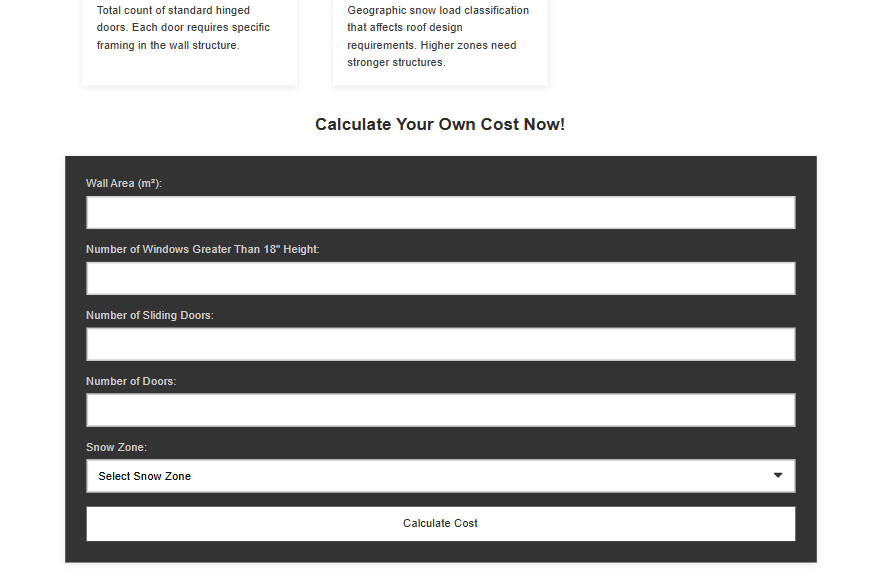 Total count of standard hinged
doors. Each door requires specific
framing in the wall structure.
Geographic snow load classification
that affects roof design
requirements. Higher zones need
stronger structures.
Calculate Your Own Cost Now!
Wall Area (m²):
Number of Windows Greater Than 18" Height:
Number of Sliding Doors:
Number of Doors:
Snow Zone:
Select Snow Zone
Calculate Cost